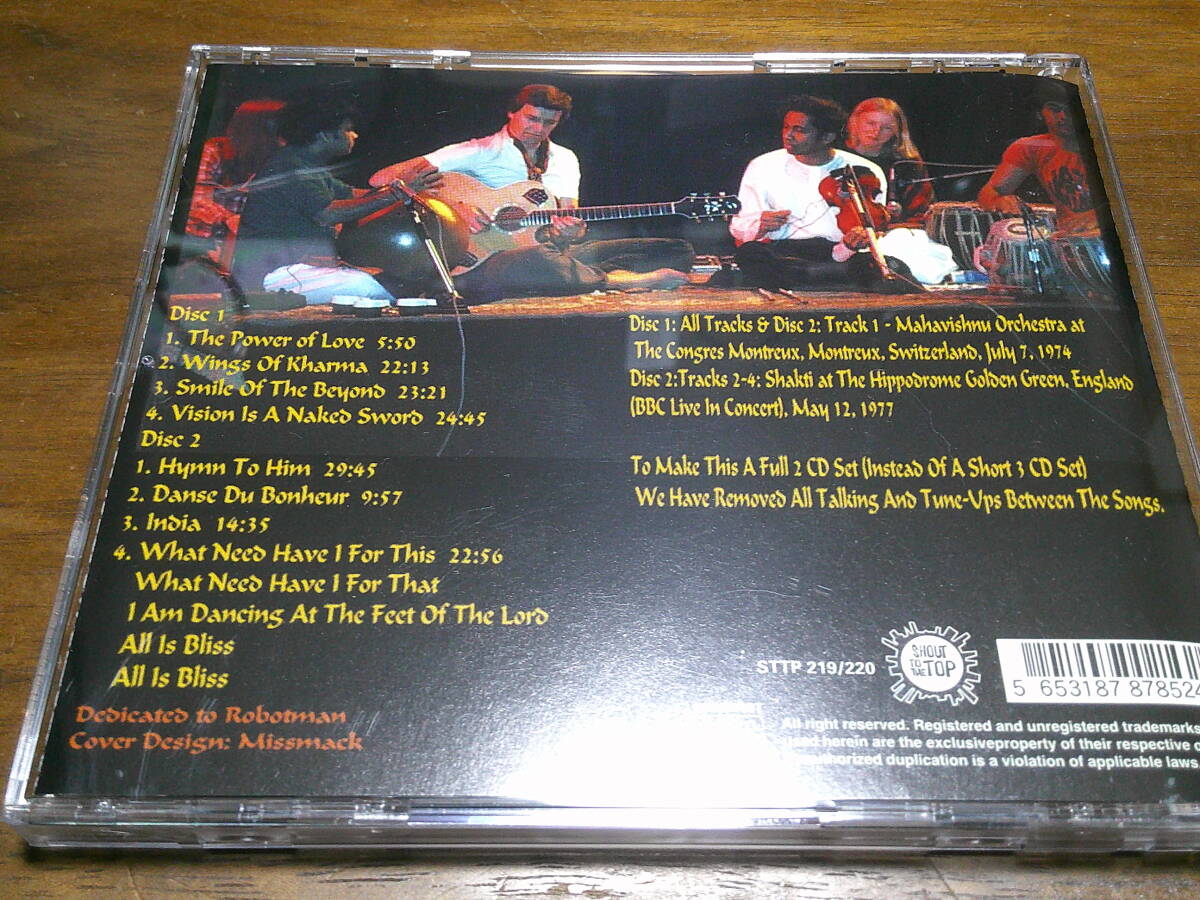 Disc 1
1. The Power of Love 5:50
2. Wings Of Kharma 22:13
3. Smile Of The Beyond 23:21
4. Vision Is A Naked Sword 24:45
Disc 2
1. Hymn To Him 29:45
2. Danse Du Bonheur 9:57
3. India 14:35
4. What Need Have I For This 22:56
What Need Have I For That
I Am Dancing At The Feet Of The Lord
All Is Bliss
All Is Bliss
Dedicated to Robotman
Cover Design: Missmack
Disc 1: All Tracks & Disc 2: Track 1 - Mahavishnu Orchestra at
The Congres Montreux, Montreux, Switzerland, July 7, 1974
Disc 2:Tracks 2-4: Shakti at The Hippodrome Golden Green, England
(BBC Live In Concert), May 12, 1977
To Make This A Full 2 CD Set (Instead Of A Short 3 CD Set)
We Have Removed All Talking And Tune-Ups Between The Songs.
STTP 219/220
SHOUT
TO THE
TOP
5 653187 878524
All right reserved. Registered and unregistered trademarks
herein are the exclusiveproperty of their respective
duplication is a violation of applicable laws.